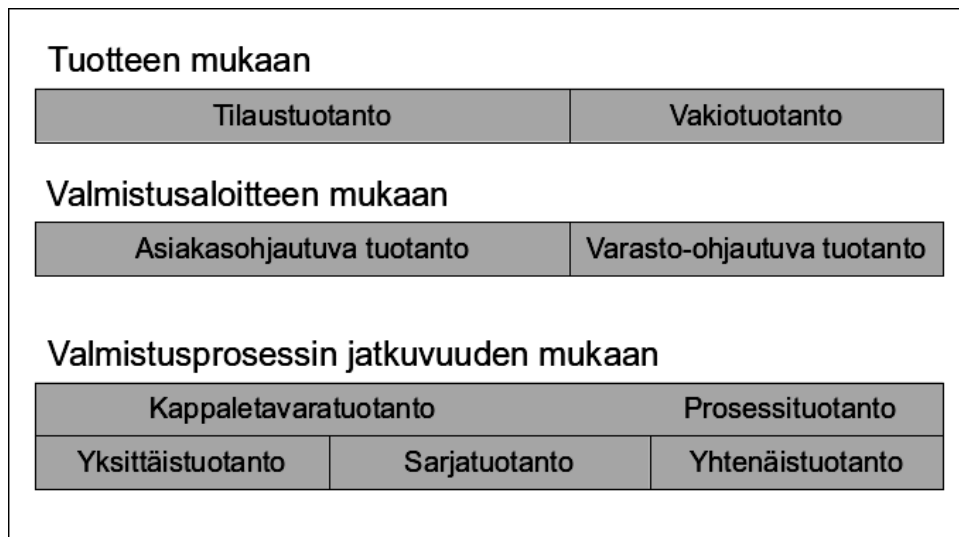 Tuotteen mukaan
Tilaustuotanto Vakiotuotanto
Valmistusaloitteen mukaan
Asiakasohjautuva tuotanto Varasto-ohjautuva tuotanto
Valmistusprosessin jatkuvuuden mukaan
Kappaletavaratuotanto Prosessituotanto
Yksittäistuotanto Sarjatuotanto Yhtenäistuotanto